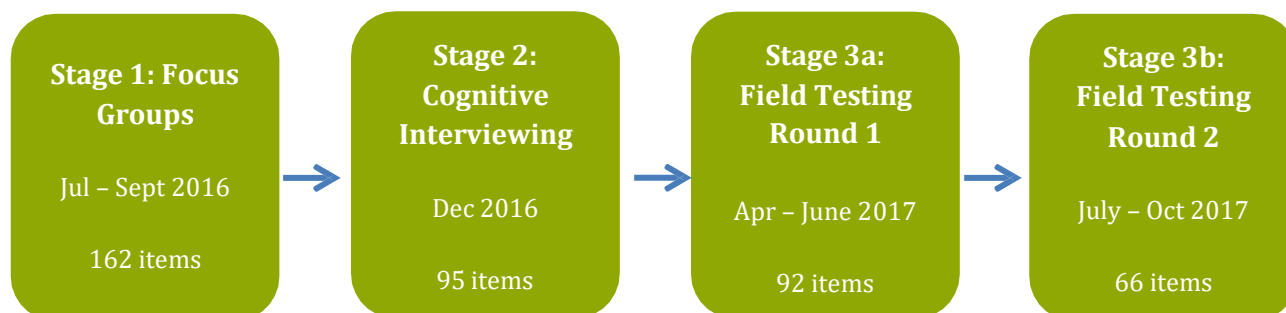 Stage 1: Focus
Groups
Jul – Sept 2016
162 items
Stage 2:
Cognitive
Interviewing
Dec 2016
95 items
Stage 3a:
Field Testing
Round 1
Apr – June 2017
92 items
Stage 3b:
Field Testing
Round 2
July – Oct 2017
66 items